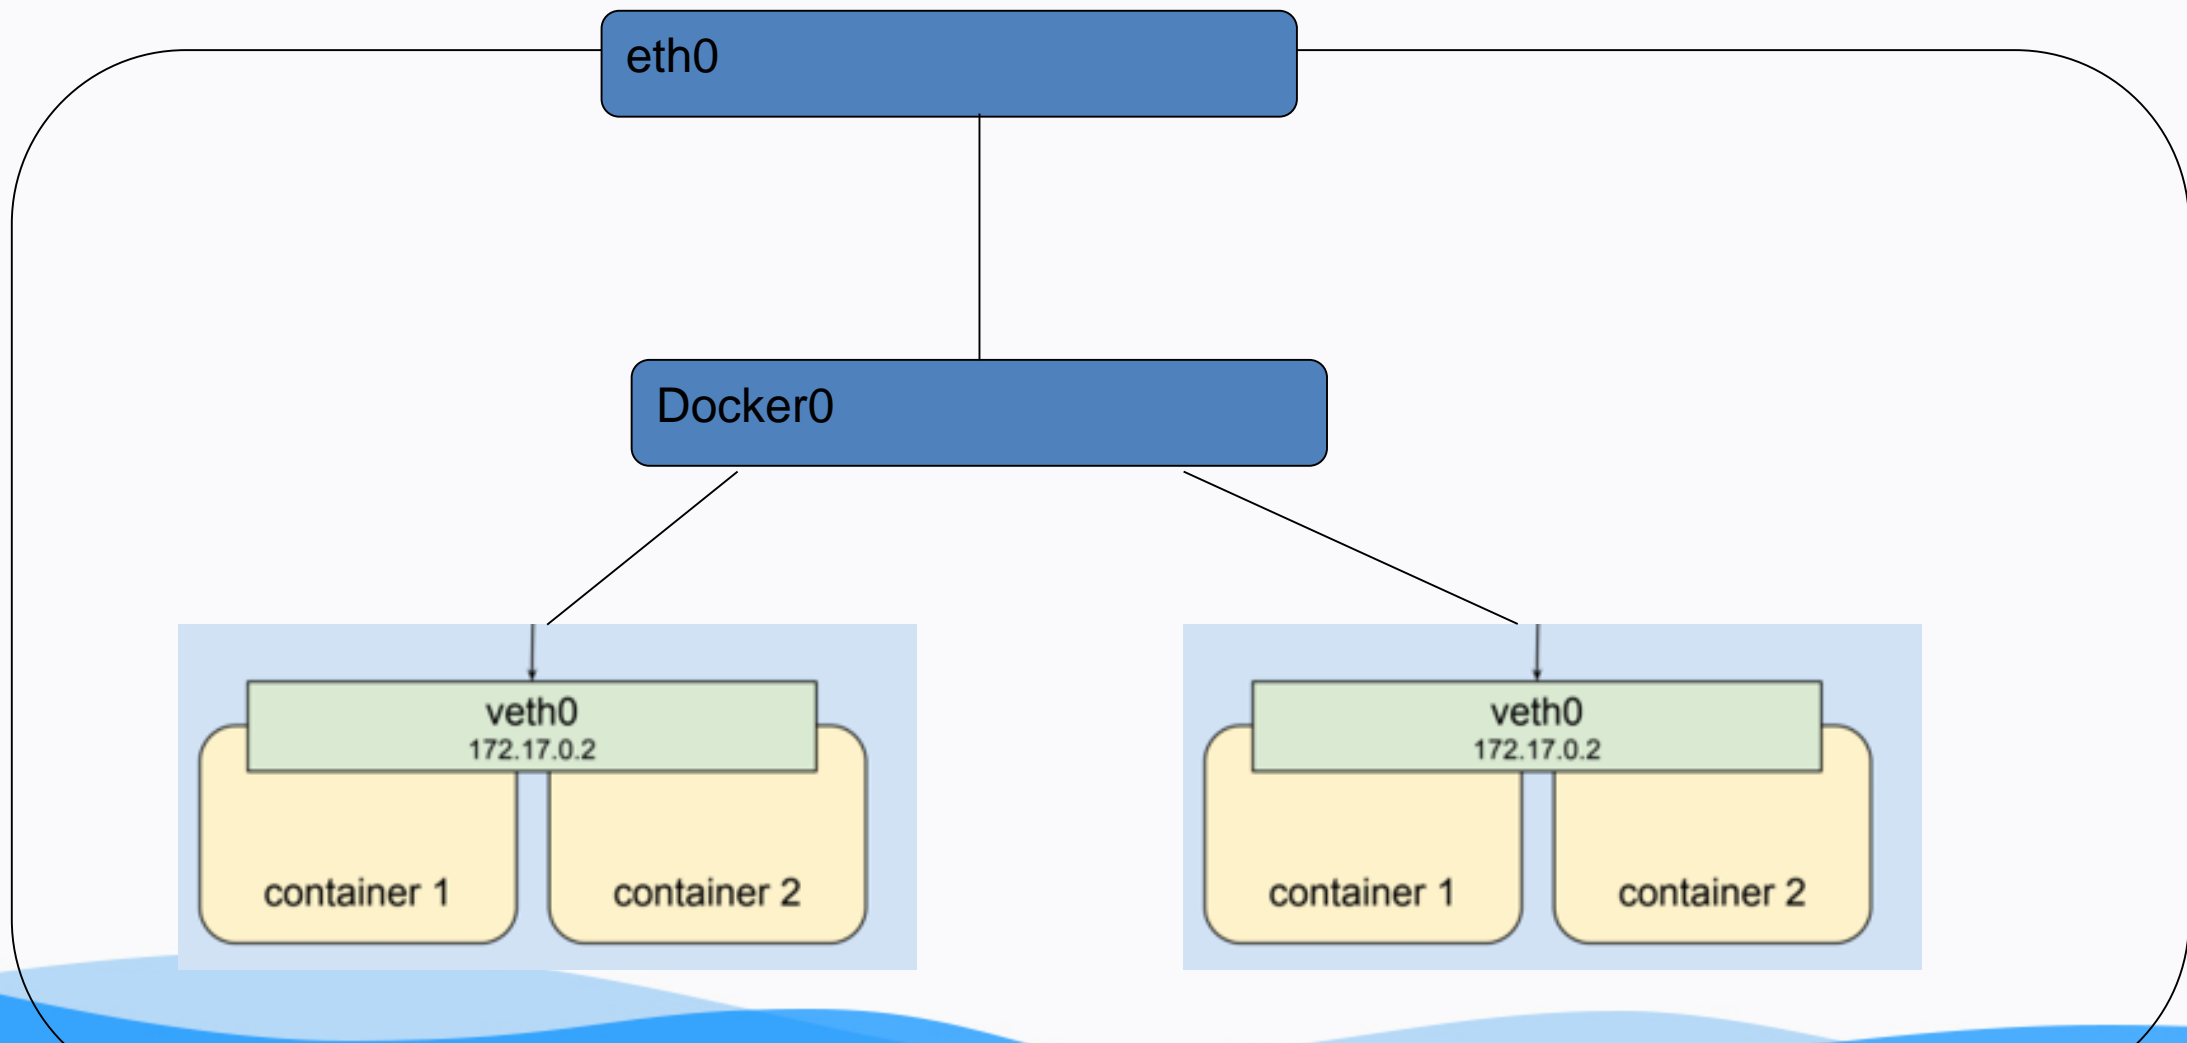 eth0
Docker0
veth0
172.17.0.2
container 1
container 2
veth0
172.17.0.2
container 1
container 2